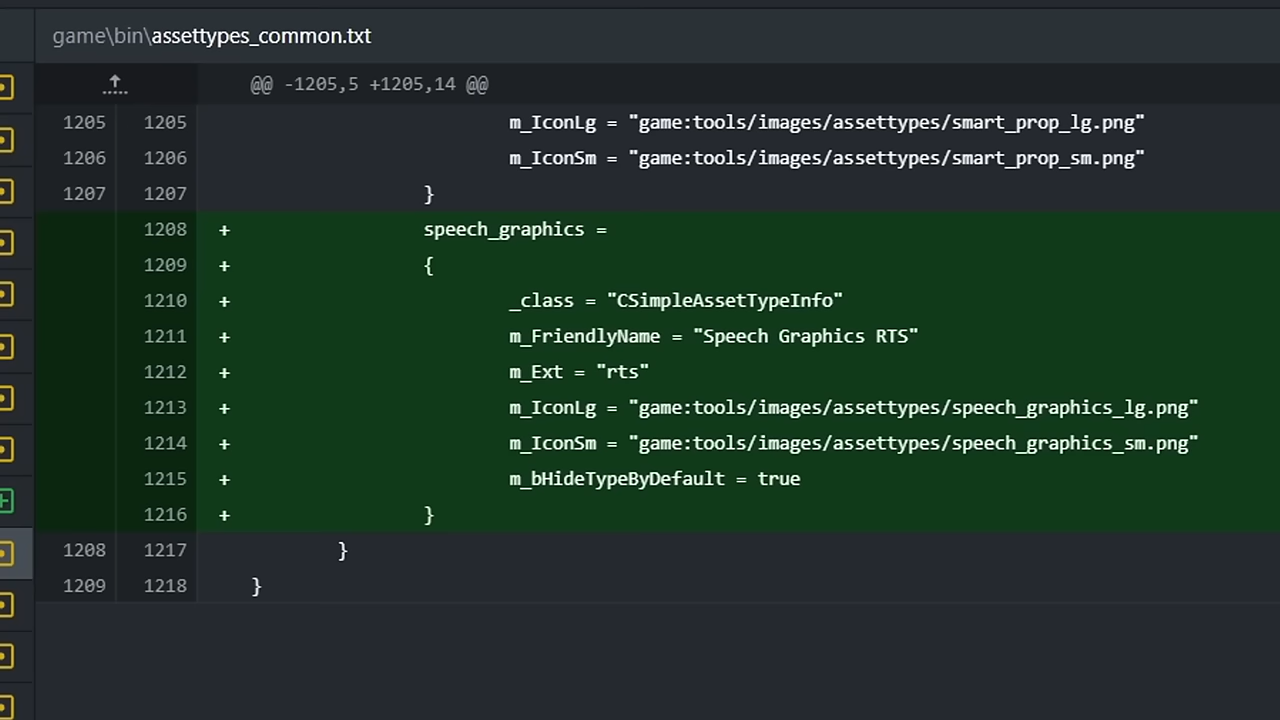 game\bin\assettypes_common.txt
@@ -1205,5 +1205,14 @@
1205 1205 m_IconLg = "game:tools/images/assettypes/smart_prop_lg.png"
1206 1206 m_IconSm = "game:tools/images/assettypes/smart_prop_sm.png"
1207 1207 }
1208 + speech_graphics =
1209 + {
1210 + _class = "CSimpleAssetTypeInfo"
1211 + m_FriendlyName = "Speech Graphics RTS"
1212 + m_Ext = "rts"
1213 + m_IconLg = "game:tools/images/assettypes/speech_graphics_lg.png"
1214 + m_IconSm = "game:tools/images/assettypes/speech_graphics_sm.png"
1215 + m_bHideTypeByDefault = true
1216 + }
1208 1217 }
1209 1218 }